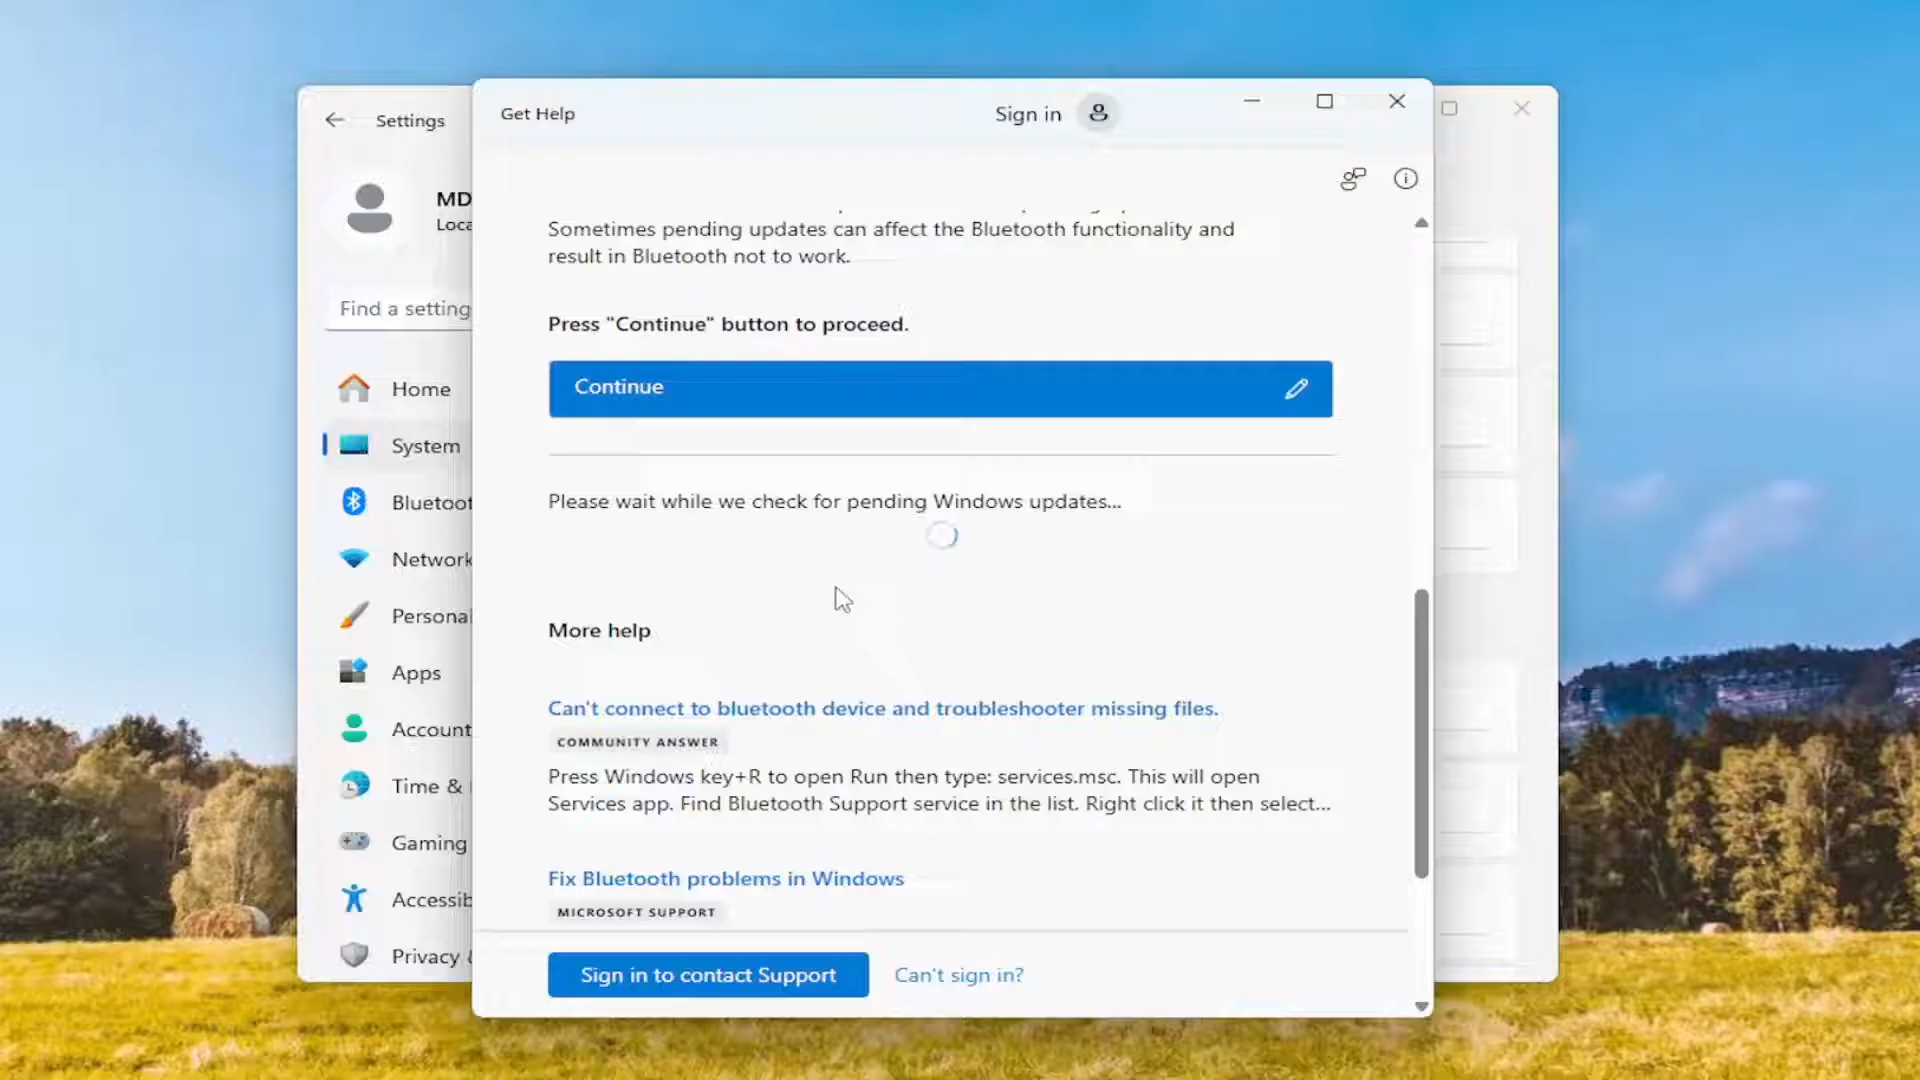 Settings
MD
Loca
Find a setting
Home
System
Bluetoot
Network
Personal
Apps
Account
Time &
Gaming
Accessib
Privacy &
Get Help
Sign in
Sometimes pending updates can affect the Bluetooth functionality and
result in Bluetooth not to work.
Press "Continue" button to proceed.
Continue
Please wait while we check for pending Windows updates...
More help
Can't connect to bluetooth device and troubleshooter missing files.
COMMUNITY ANSWER
Press Windows key+R to open Run then type: services.msc. This will open
Services app. Find Bluetooth Support service in the list. Right click it then select...
Fix Bluetooth problems in Windows
MICROSOFT SUPPORT
Sign in to contact Support
Can't sign in?